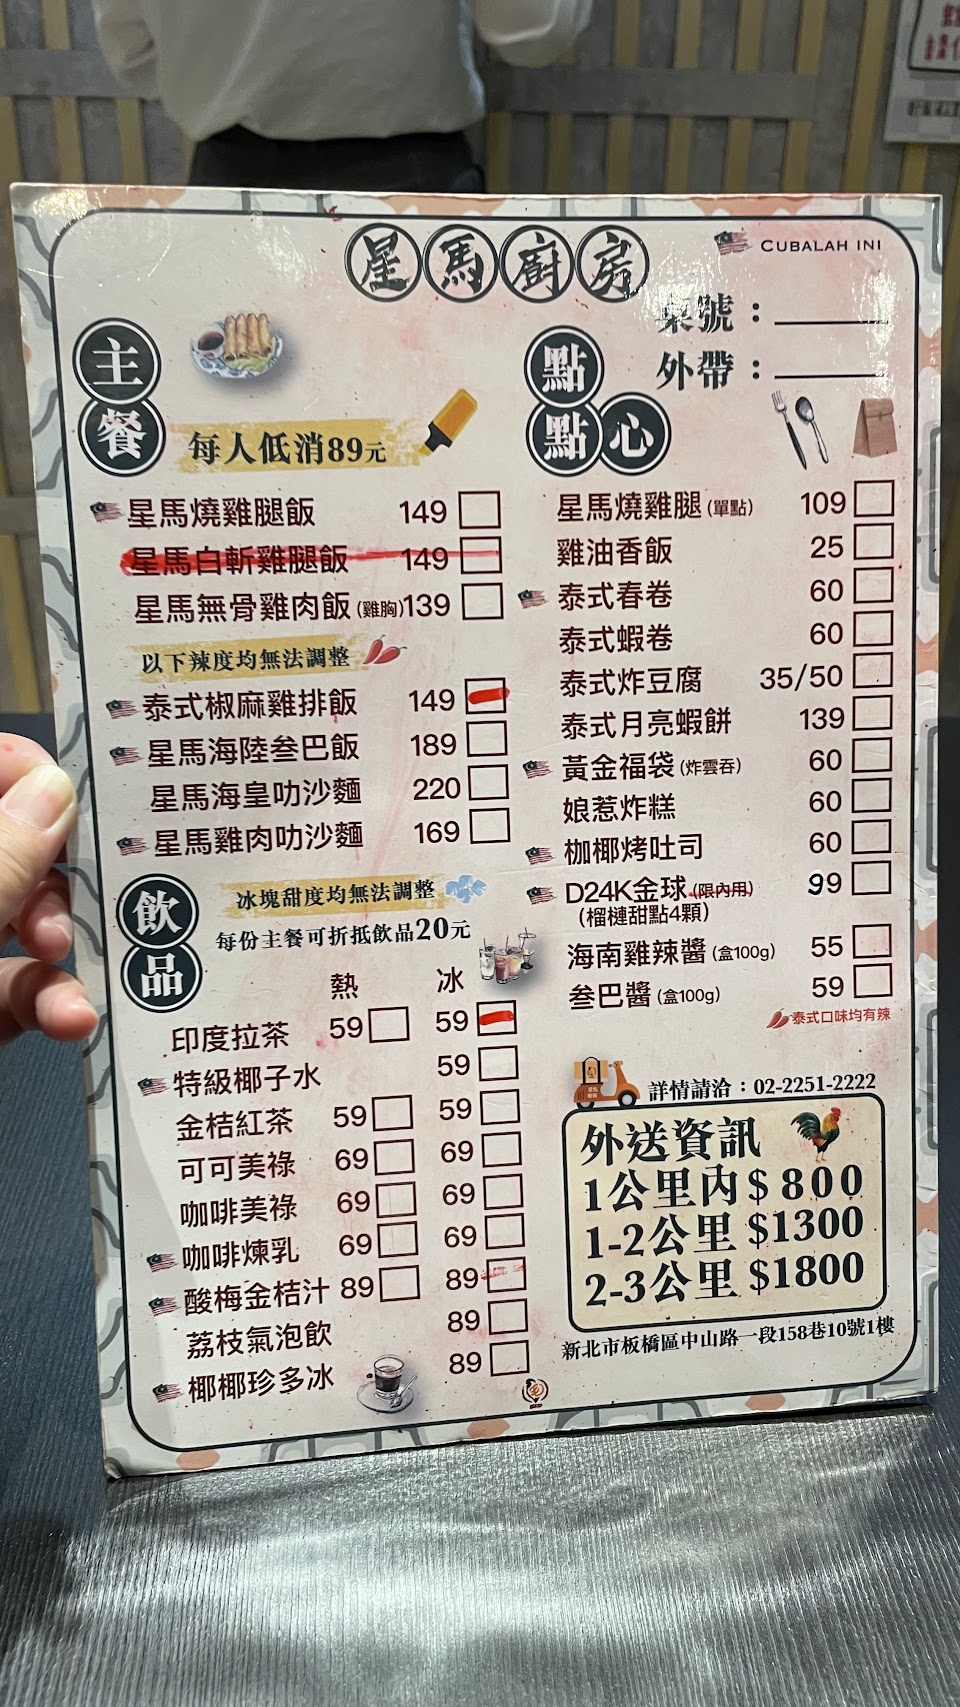 星馬廚房
CUBALAH INI
桌號：
外帶：
主餐
每人低消89元
星馬燒雞腿飯 149
星馬白斬雞腿飯 149
星馬無骨雞肉飯(雞胸)139
以下辣度均無法調整
泰式椒麻雞排飯 149
星馬海陸叁巴飯 189
星馬海皇叻沙麵 220
星馬雞肉叻沙麵 169
飲品
冰塊甜度均無法調整
每份主餐可折抵飲品20元
熱 冰
印度拉茶 59 59
特級椰子水 59
金桔紅茶 59 59
可可美祿 69 69
咖啡美祿 69 69
咖啡煉乳 69 69
酸梅金桔汁 89 89
荔枝氣泡飲 89
椰椰珍多冰 89
點點心
星馬燒雞腿(單點) 109
雞油香飯 25
泰式春卷 60
泰式蝦卷 60
泰式炸豆腐 35/50
泰式月亮蝦餅 139
黃金福袋(炸雲吞) 60
娘惹炸糕 60
咖椰烤吐司 60
D24K金球(限內用) 99
(榴槤甜點4顆)
海南雞辣醬(盒100g) 55
叁巴醬(盒100g) 59
泰式口味均有辣
詳情請洽：02-2251-2222
外送資訊
1公里內$800
1-2公里$1300
2-3公里$1800
新北市板橋區中山路一段158巷10號1樓